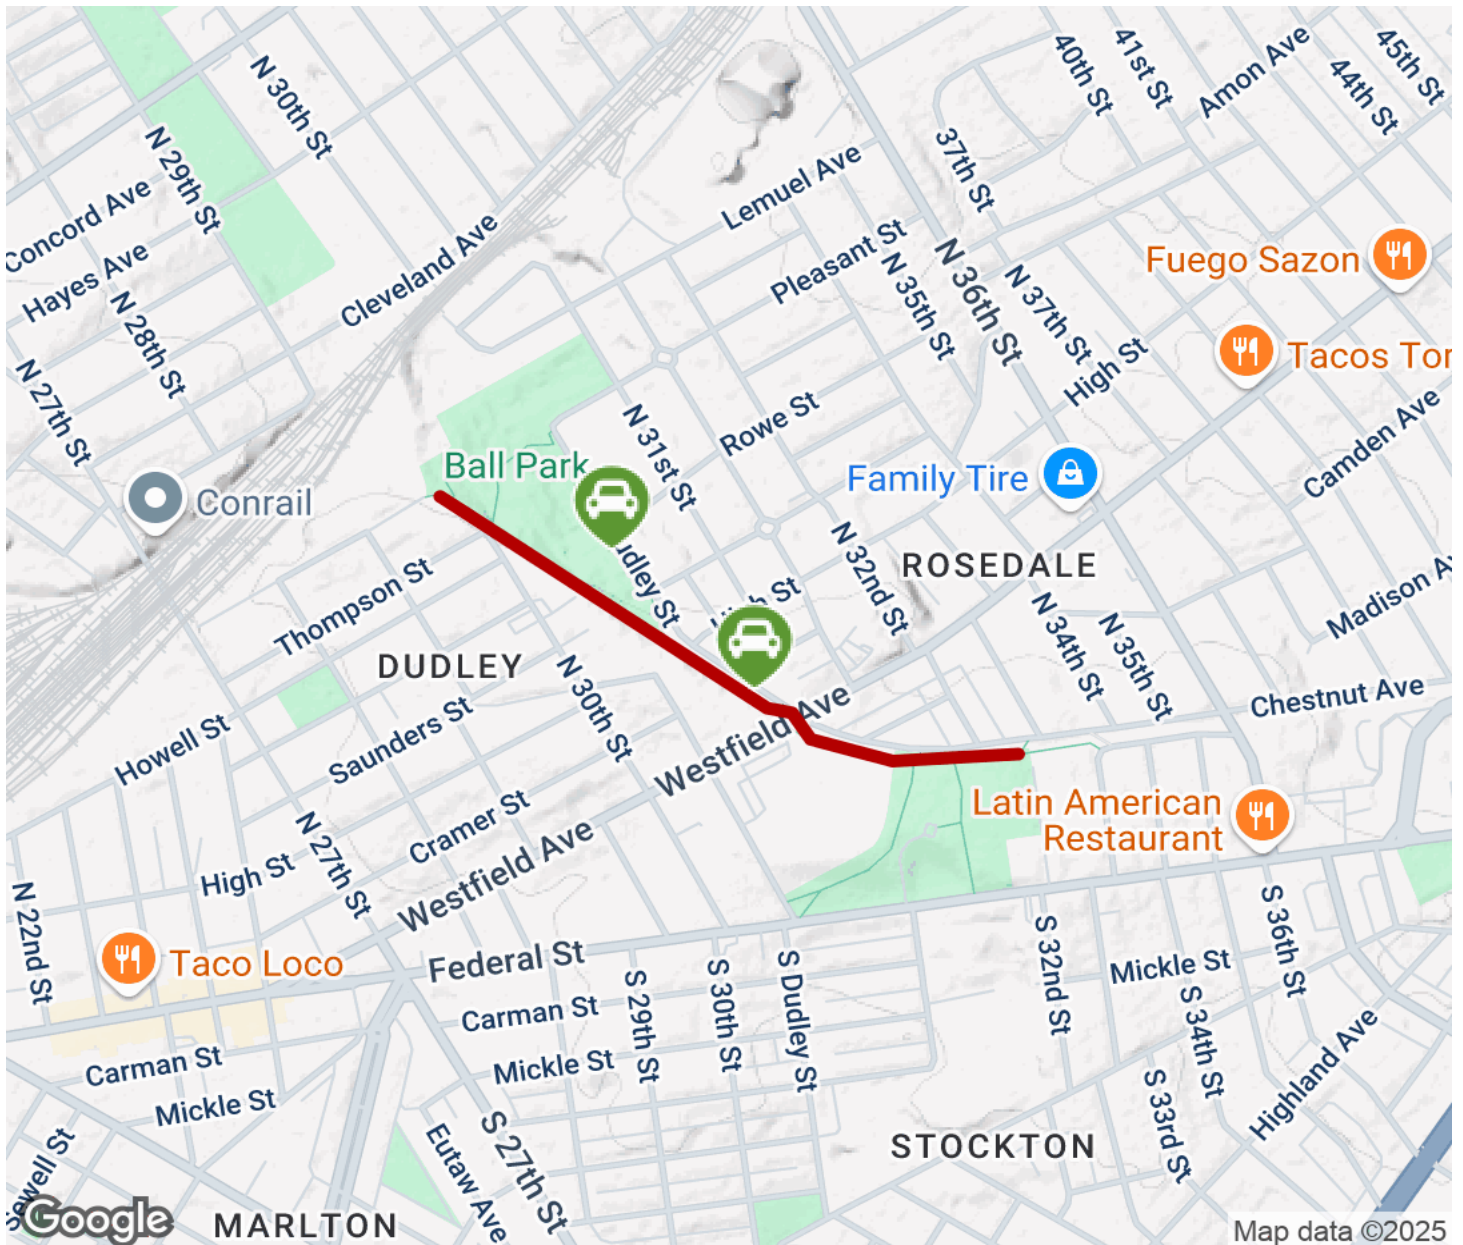 N 30th St
40th St
41st St
Amon Ave
45th St
44th St
N 29th St
37th St
Lemuel Ave
Concord Ave
Hayes Ave
Cleveland Ave
Pleasant St
N 36th St
Fuego Sazon
N 28th St
N 35th St
N 37th St
N 27th St
High St
Tacos Tor
Rowe St
N 31st St
Camden Ave
Ball Park
Family Tire
Conrail
N 32nd St
ROSEDALE
udley St
Thompson St
Madison Av
N 34th St
N 35th St
DUDLEY
N 30th St
Chestnut Ave
Westfield Ave
Howell St
Saunders St
Latin American
Restaurant
Cramer St
N 27th St
High St
Westfield Ave
N 22nd St
Taco Loco
Federal St
S 32nd St
S 36th St
Mickle St
Carman St
S 29th St
S 30th St
S Dudley St
S 34th St
Highland Ave
Carman St
Mickle St
Mickle St
S 33rd St
Sewell St
Eutaw Ave
S 27th St
STOCKTON
MARLTON
Google
Map data ©2025